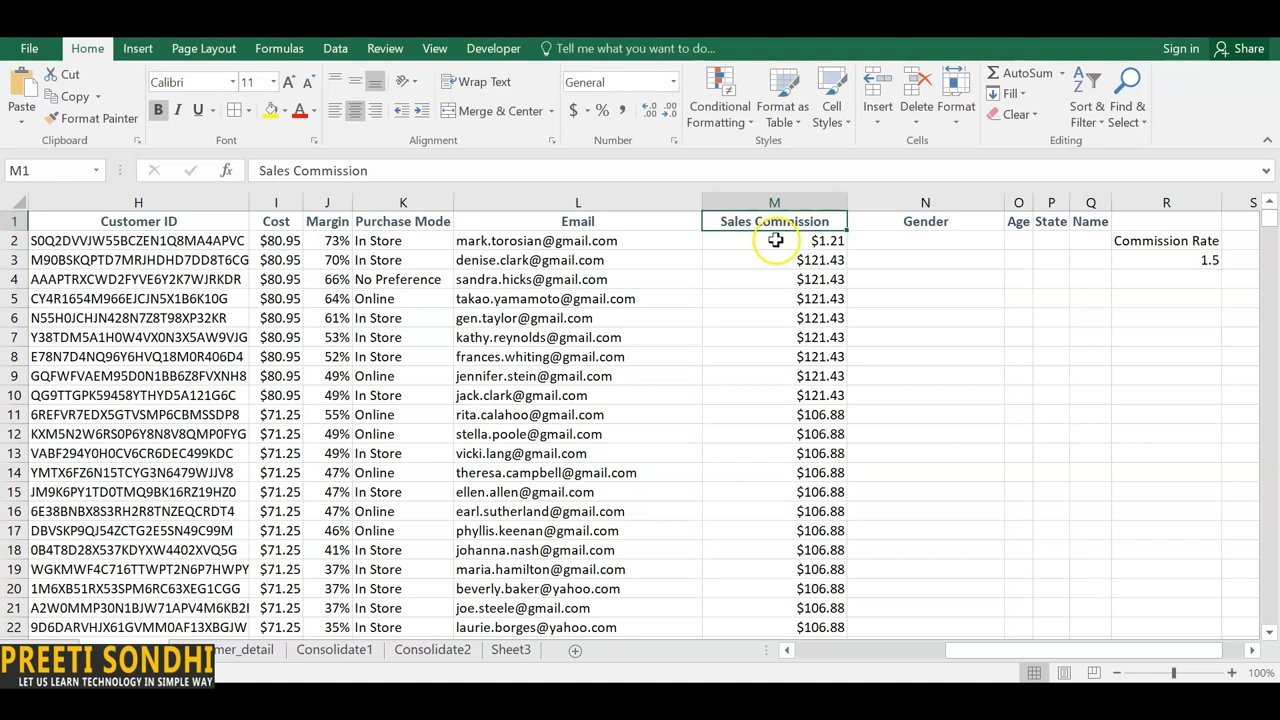 File Home Insert Page Layout Formulas Data Review View Developer Tell me what you want to do... Sign in Share
Paste Cut Copy Format Painter
Clipboard
Calibri 11 A A B I U A
Font
Wrap Text Merge & Center
Alignment
General $ % , .0 .00 .00 .0
Number
Conditional Formatting Format as Table Cell Styles
Styles
Insert Delete Format
Cells
AutoSum Fill Clear Sort & Filter Find & Select
Editing
M1 fx Sales Commission
H I J K L M N O P Q R S
1 Customer ID Cost Margin Purchase Mode Email Sales Commission Gender Age State Name
2 S0Q2DVVJW55BCZEN1Q8MA4APVC $80.95 73% In Store mark.torosian@gmail.com $1.21 Commission Rate
3 M90BSKQPTD7MRJHDHD7DD8T6CG $80.95 70% In Store denise.clark@gmail.com $121.43 1.5
4 AAAPTRXCWD2FYVE6Y2K7WJRKDR $80.95 66% No Preference sandra.hicks@gmail.com $121.43
5 CY4R1654M966EJCJN5X1B6K10G $80.95 64% Online takao.yamamoto@gmail.com $121.43
6 N55H0JCHJN428N7Z8T98XP32KR $80.95 61% In Store gen.taylor@gmail.com $121.43
7 Y38TDM5A1H0W4VX0N3X5AW9VJG $80.95 53% In Store kathy.reynolds@gmail.com $121.43
8 E78N7D4NQ96Y6HVQ18M0R406D4 $80.95 52% In Store frances.whiting@gmail.com $121.43
9 GQFWFVAEM95D0N1BB6Z8FVXNH8 $80.95 49% Online jennifer.stein@gmail.com $121.43
10 QG9TTGPK59458YTHYD5A121G6C $80.95 49% In Store jack.clark@gmail.com $121.43
11 6REFVR7EDX5GTVSMP6CBMSSDP8 $71.25 55% Online rita.calahoo@gmail.com $106.88
12 KXM5N2W6RS0P6Y8N8V8QMP0FYG $71.25 49% Online stella.poole@gmail.com $106.88
13 VABF294Y0H0CV6CR6DEC499KDC $71.25 49% In Store vicki.lang@gmail.com $106.88
14 YMTX6FZ6N15TCYG3N6479WJJV8 $71.25 47% Online theresa.campbell@gmail.com $106.88
15 JM9K6PY1TD0TMQ9BK16RZ19HZ0 $71.25 47% In Store ellen.allen@gmail.com $106.88
16 6E38BNBX8S3RH2R8TNZEQCRDT4 $71.25 47% Online earl.sutherland@gmail.com $106.88
17 DBVSKP9QJ54ZCTG2E5SN49C99M $71.25 46% Online phyllis.keenan@gmail.com $106.88
18 0B4T8D28X537KDYXW4402XVQ5G $71.25 41% In Store johanna.nash@gmail.com $106.88
19 WGKMWF4C716TTWPT2N6PT7HWPY $71.25 37% In Store maria.hamilton@gmail.com $106.88
20 1M6XB51RX53SPM6RC63XEG1CGG $71.25 37% In Store beverly.baker@yahoo.com $106.88
21 A2W0MMP30N1BJW71APV4M6KB2 $71.25 37% In Store joe.steele@gmail.com $106.88
22 9D6DARVHJX61GVMM0AF13XBGJW $71.25 35% Online laurie.borges@yahoo.com $106.88
mer_detail Consolidate1 Consolidate2 Sheet3
PREETI SONDHI
LET US LEARN TECHNOLOGY IN SIMPLE WAY
100%